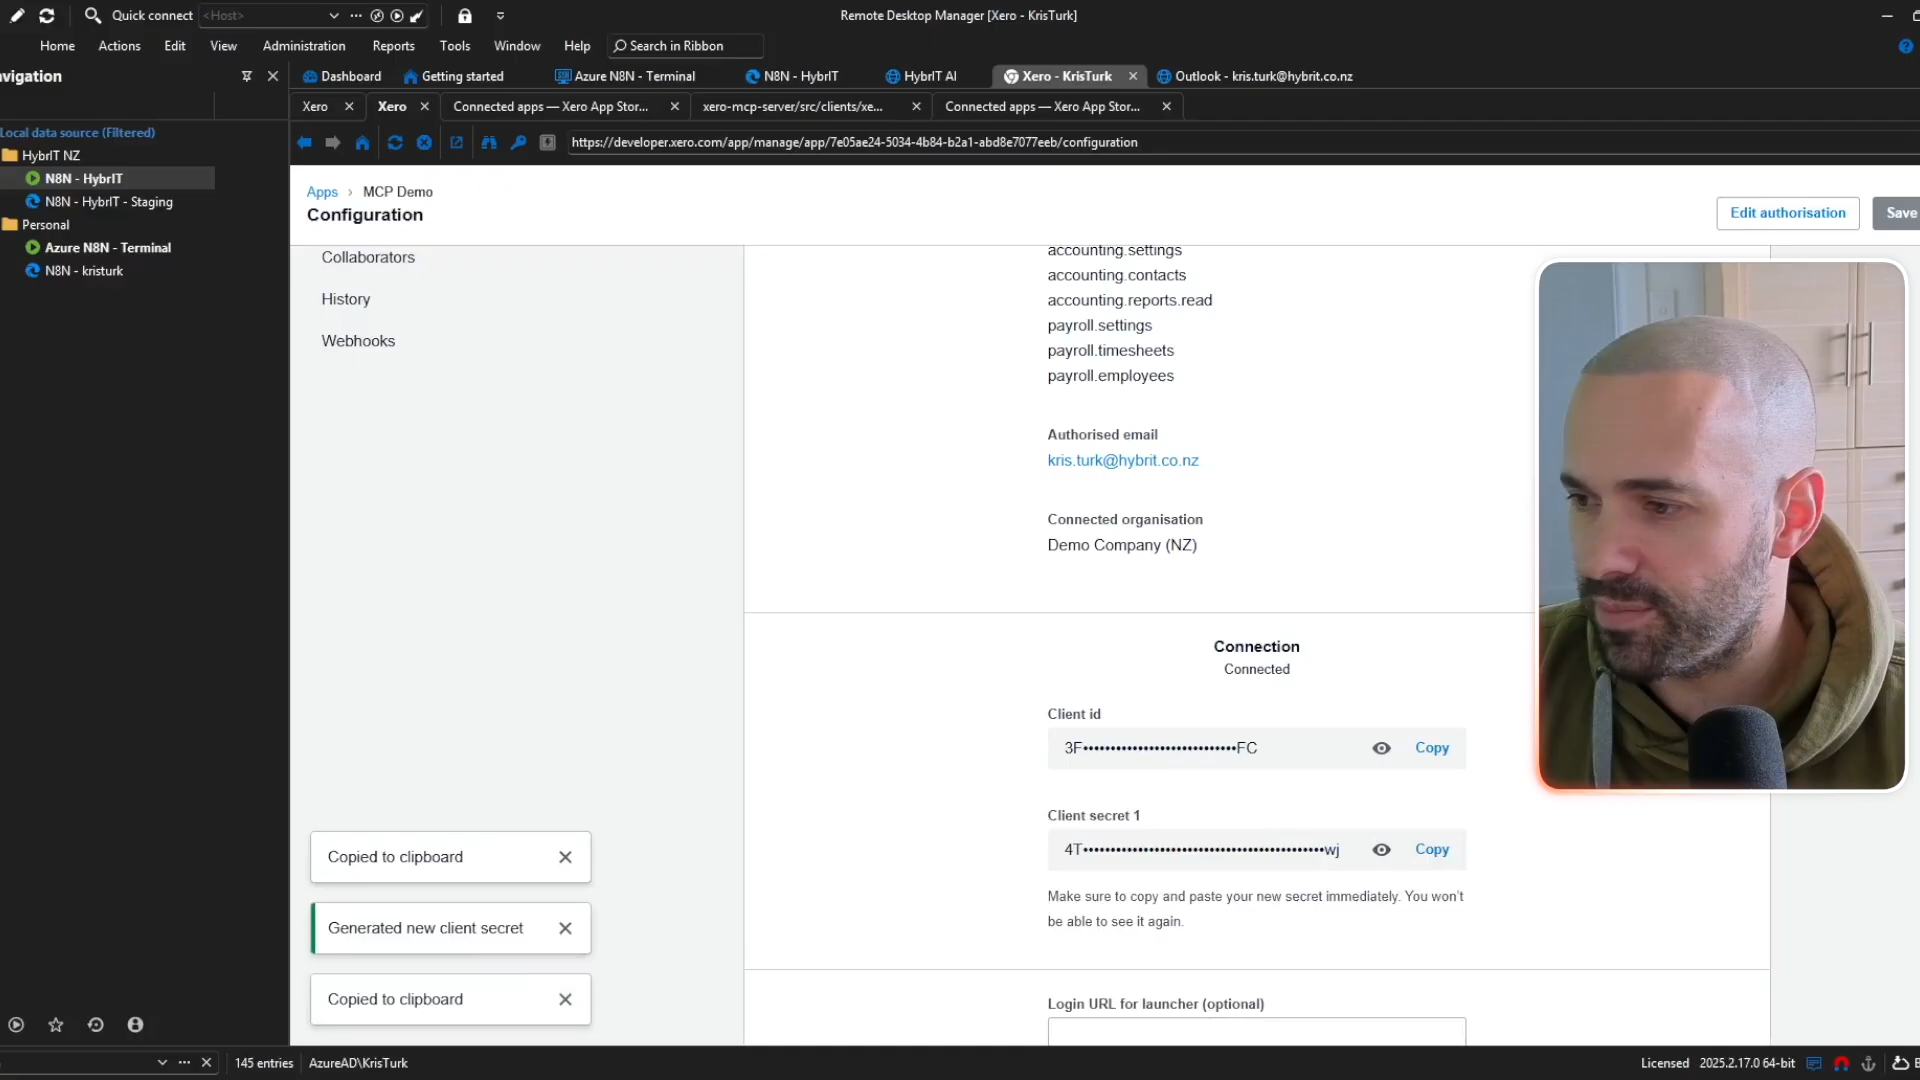 Quick connect <Host>
Remote Desktop Manager [Xero - KrisTurk]
Home Actions Edit View Administration Reports Tools Window Help Search in Ribbon
avigation
Dashboard Getting started Azure N8N - Terminal N8N - HybrIT HybrIT AI Xero - KrisTurk Outlook - kris.turk@hybrit.co.nz
Xero Xero Connected apps — Xero App Stor... xero-mcp-server/src/clients/xe... Connected apps — Xero App Stor...
https://developer.xero.com/app/manage/app/7e05ae24-5034-4b84-b2a1-abd8e7077eeb/configuration
Local data source (Filtered)
HybrIT NZ
N8N - HybrIT
N8N - HybrIT - Staging
Personal
Azure N8N - Terminal
N8N - kristurk
Apps › MCP Demo
Configuration
Edit authorisation
Save
Collaborators
History
Webhooks
accounting.settings
accounting.contacts
accounting.reports.read
payroll.settings
payroll.timesheets
payroll.employees
Authorised email
kris.turk@hybrit.co.nz
Connected organisation
Demo Company (NZ)
Connection
Connected
Client id
3F••••••••••••••••••••••••••••FC
Copy
Client secret 1
4T••••••••••••••••••••••••••••••••••••••••••••wj
Copy
Make sure to copy and paste your new secret immediately. You won't
be able to see it again.
Login URL for launcher (optional)
Copied to clipboard
Generated new client secret
Copied to clipboard
145 entries AzureAD\KrisTurk
Licensed 2025.2.17.0 64-bit